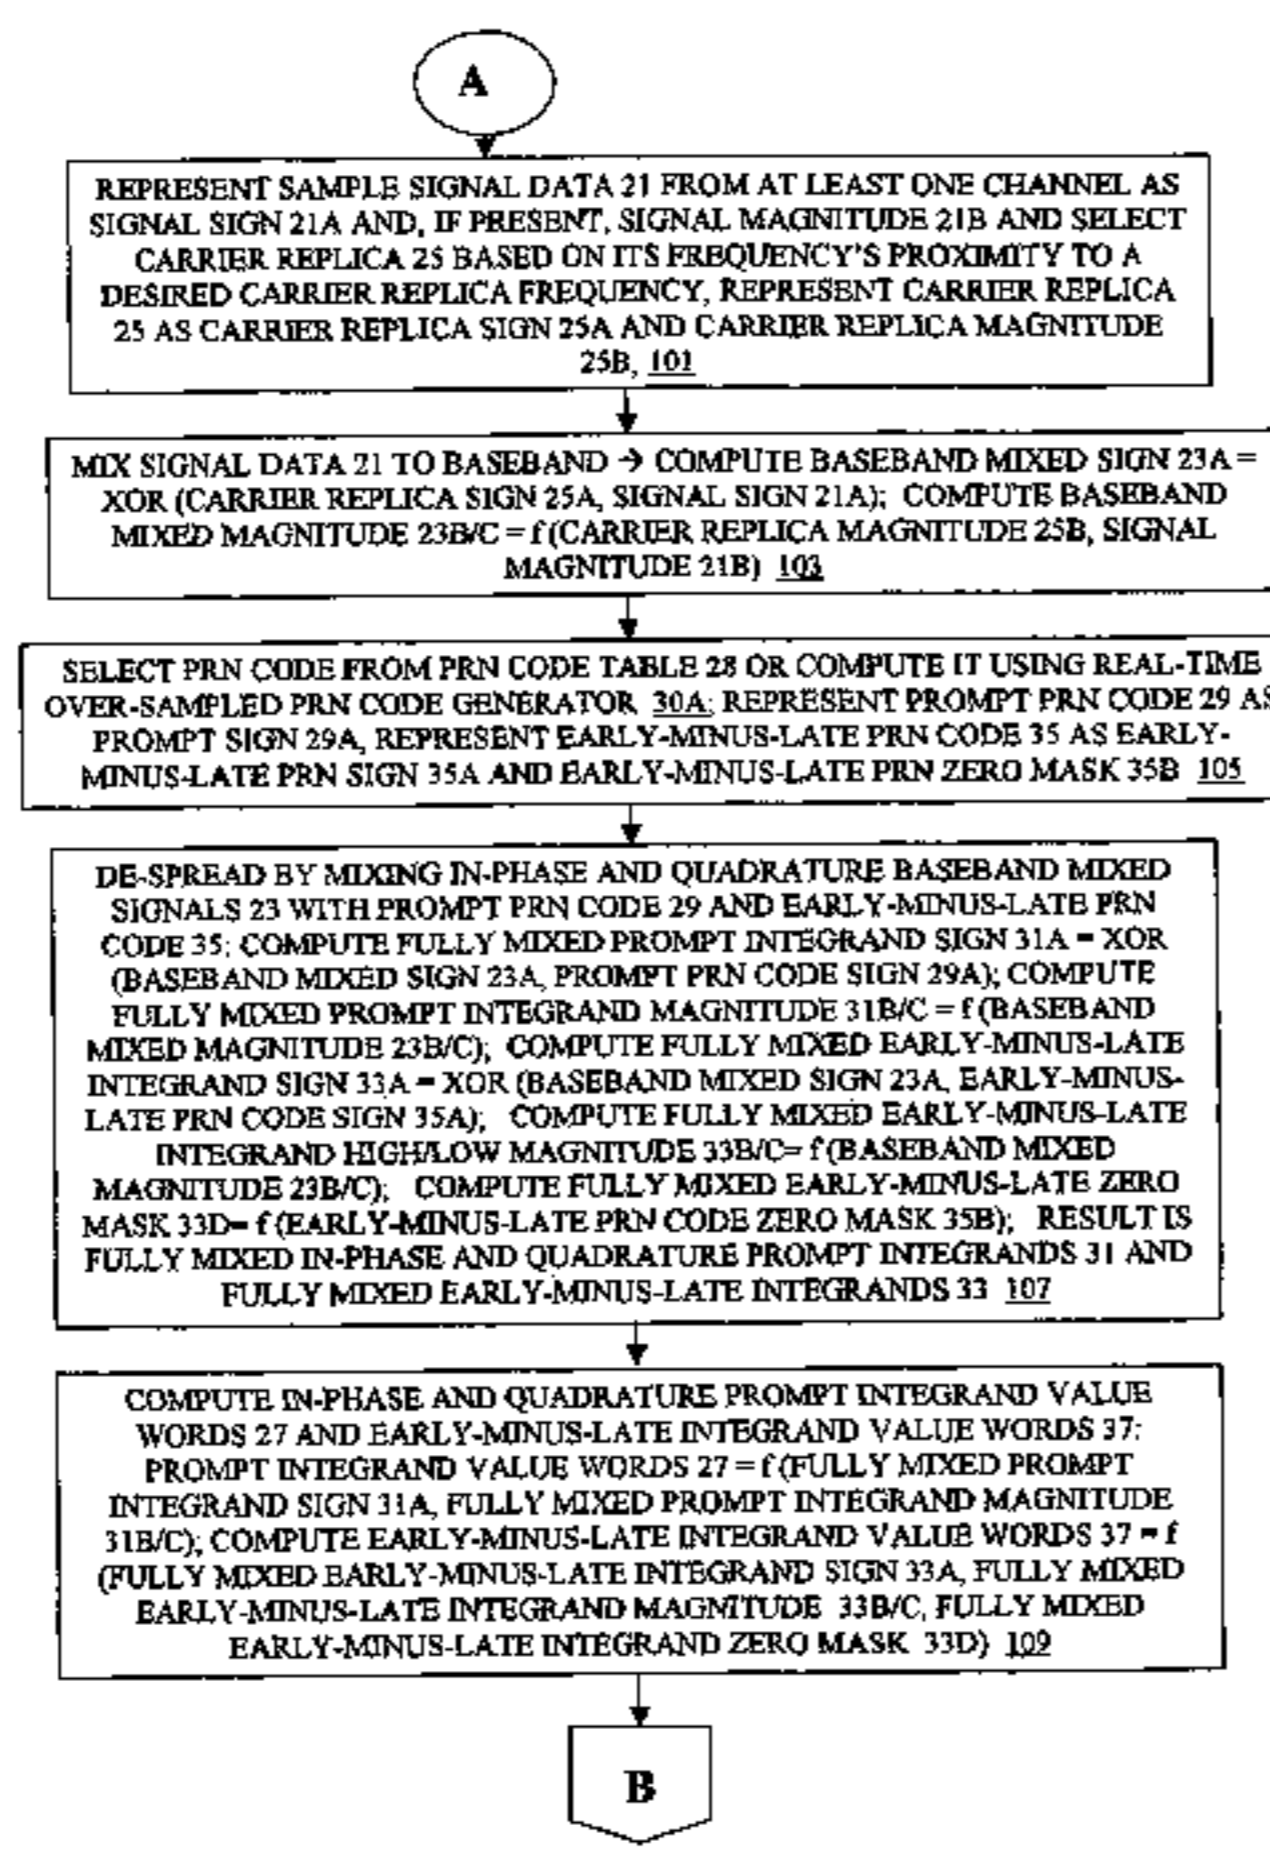 A
REPRESENT SAMPLE SIGNAL DATA 21 FROM AT LEAST ONE CHANNEL AS
SIGNAL SIGN 21A AND, IF PRESENT, SIGNAL MAGNITUDE 21B AND SELECT
CARRIER REPLICA 25 BASED ON ITS FREQUENCY'S PROXIMITY TO A
DESIRED CARRIER REPLICA FREQUENCY, REPRESENT CARRIER REPLICA
25 AS CARRIER REPLICA SIGN 25A AND CARRIER REPLICA MAGNITUDE
25B, 101
MIX SIGNAL DATA 21 TO BASEBAND → COMPUTE BASEBAND MIXED SIGN 23A =
XOR (CARRIER REPLICA SIGN 25A, SIGNAL SIGN 21A); COMPUTE BASEBAND
MIXED MAGNITUDE 23B/C = f (CARRIER REPLICA MAGNITUDE 25B, SIGNAL
MAGNITUDE 21B) 103
SELECT PRN CODE FROM PRN CODE TABLE 28 OR COMPUTE IT USING REAL-TIME
OVER-SAMPLED PRN CODE GENERATOR 30A; REPRESENT PROMPT PRN CODE 29 AS
PROMPT SIGN 29A, REPRESENT EARLY-MINUS-LATE PRN CODE 35 AS EARLY-
MINUS-LATE PRN SIGN 35A AND EARLY-MINUS-LATE PRN ZERO MASK 35B 105
DE-SPREAD BY MIXING IN-PHASE AND QUADRATURE BASEBAND MIXED
SIGNALS 23 WITH PROMPT PRN CODE 29 AND EARLY-MINUS-LATE PRN
CODE 35; COMPUTE FULLY MIXED PROMPT INTEGRAND SIGN 31A = XOR
(BASEBAND MIXED SIGN 23A, PROMPT PRN CODE SIGN 29A); COMPUTE
FULLY MIXED PROMPT INTEGRAND MAGNITUDE 31B/C = f (BASEBAND
MIXED MAGNITUDE 23B/C); COMPUTE FULLY MIXED EARLY-MINUS-LATE
INTEGRAND SIGN 33A = XOR (BASEBAND MIXED SIGN 23A, EARLY-MINUS-
LATE PRN CODE SIGN 35A); COMPUTE FULLY MIXED EARLY-MINUS-LATE
INTEGRAND HIGH/LOW MAGNITUDE 33B/C= f (BASEBAND MIXED
MAGNITUDE 23B/C); COMPUTE FULLY MIXED EARLY-MINUS-LATE ZERO
MASK 33D= f (EARLY-MINUS-LATE PRN CODE ZERO MASK 35B); RESULT IS
FULLY MIXED IN-PHASE AND QUADRATURE PROMPT INTEGRANDS 31 AND
FULLY MIXED EARLY-MINUS-LATE INTEGRANDS 33 107
COMPUTE IN-PHASE AND QUADRATURE PROMPT INTEGRAND VALUE
WORDS 27 AND EARLY-MINUS-LATE INTEGRAND VALUE WORDS 37:
PROMPT INTEGRAND VALUE WORDS 27 = f (FULLY MIXED PROMPT
INTEGRAND SIGN 31A, FULLY MIXED PROMPT INTEGRAND MAGNITUDE
31B/C); COMPUTE EARLY-MINUS-LATE INTEGRAND VALUE WORDS 37 = f
(FULLY MIXED EARLY-MINUS-LATE INTEGRAND SIGN 33A, FULLY MIXED
EARLY-MINUS-LATE INTEGRAND MAGNITUDE 33B/C, FULLY MIXED
EARLY-MINUS-LATE INTEGRAND ZERO MASK 33D) 109
B